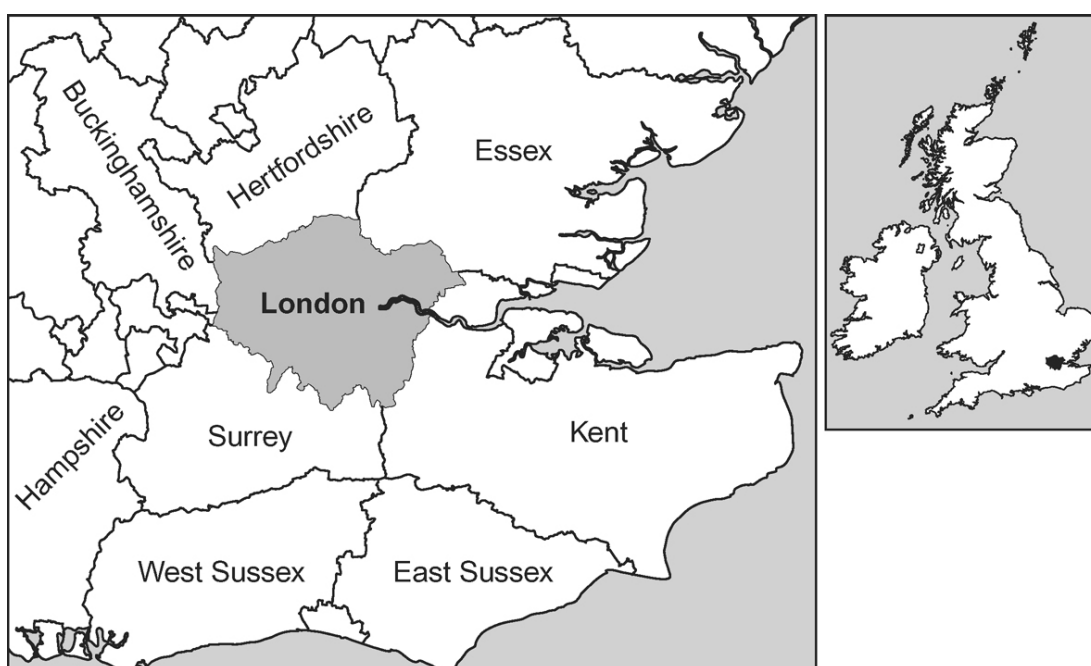 Buckinghamshire
Hertfordshire
Essex
London
Hampshire
Surrey
Kent
West Sussex
East Sussex